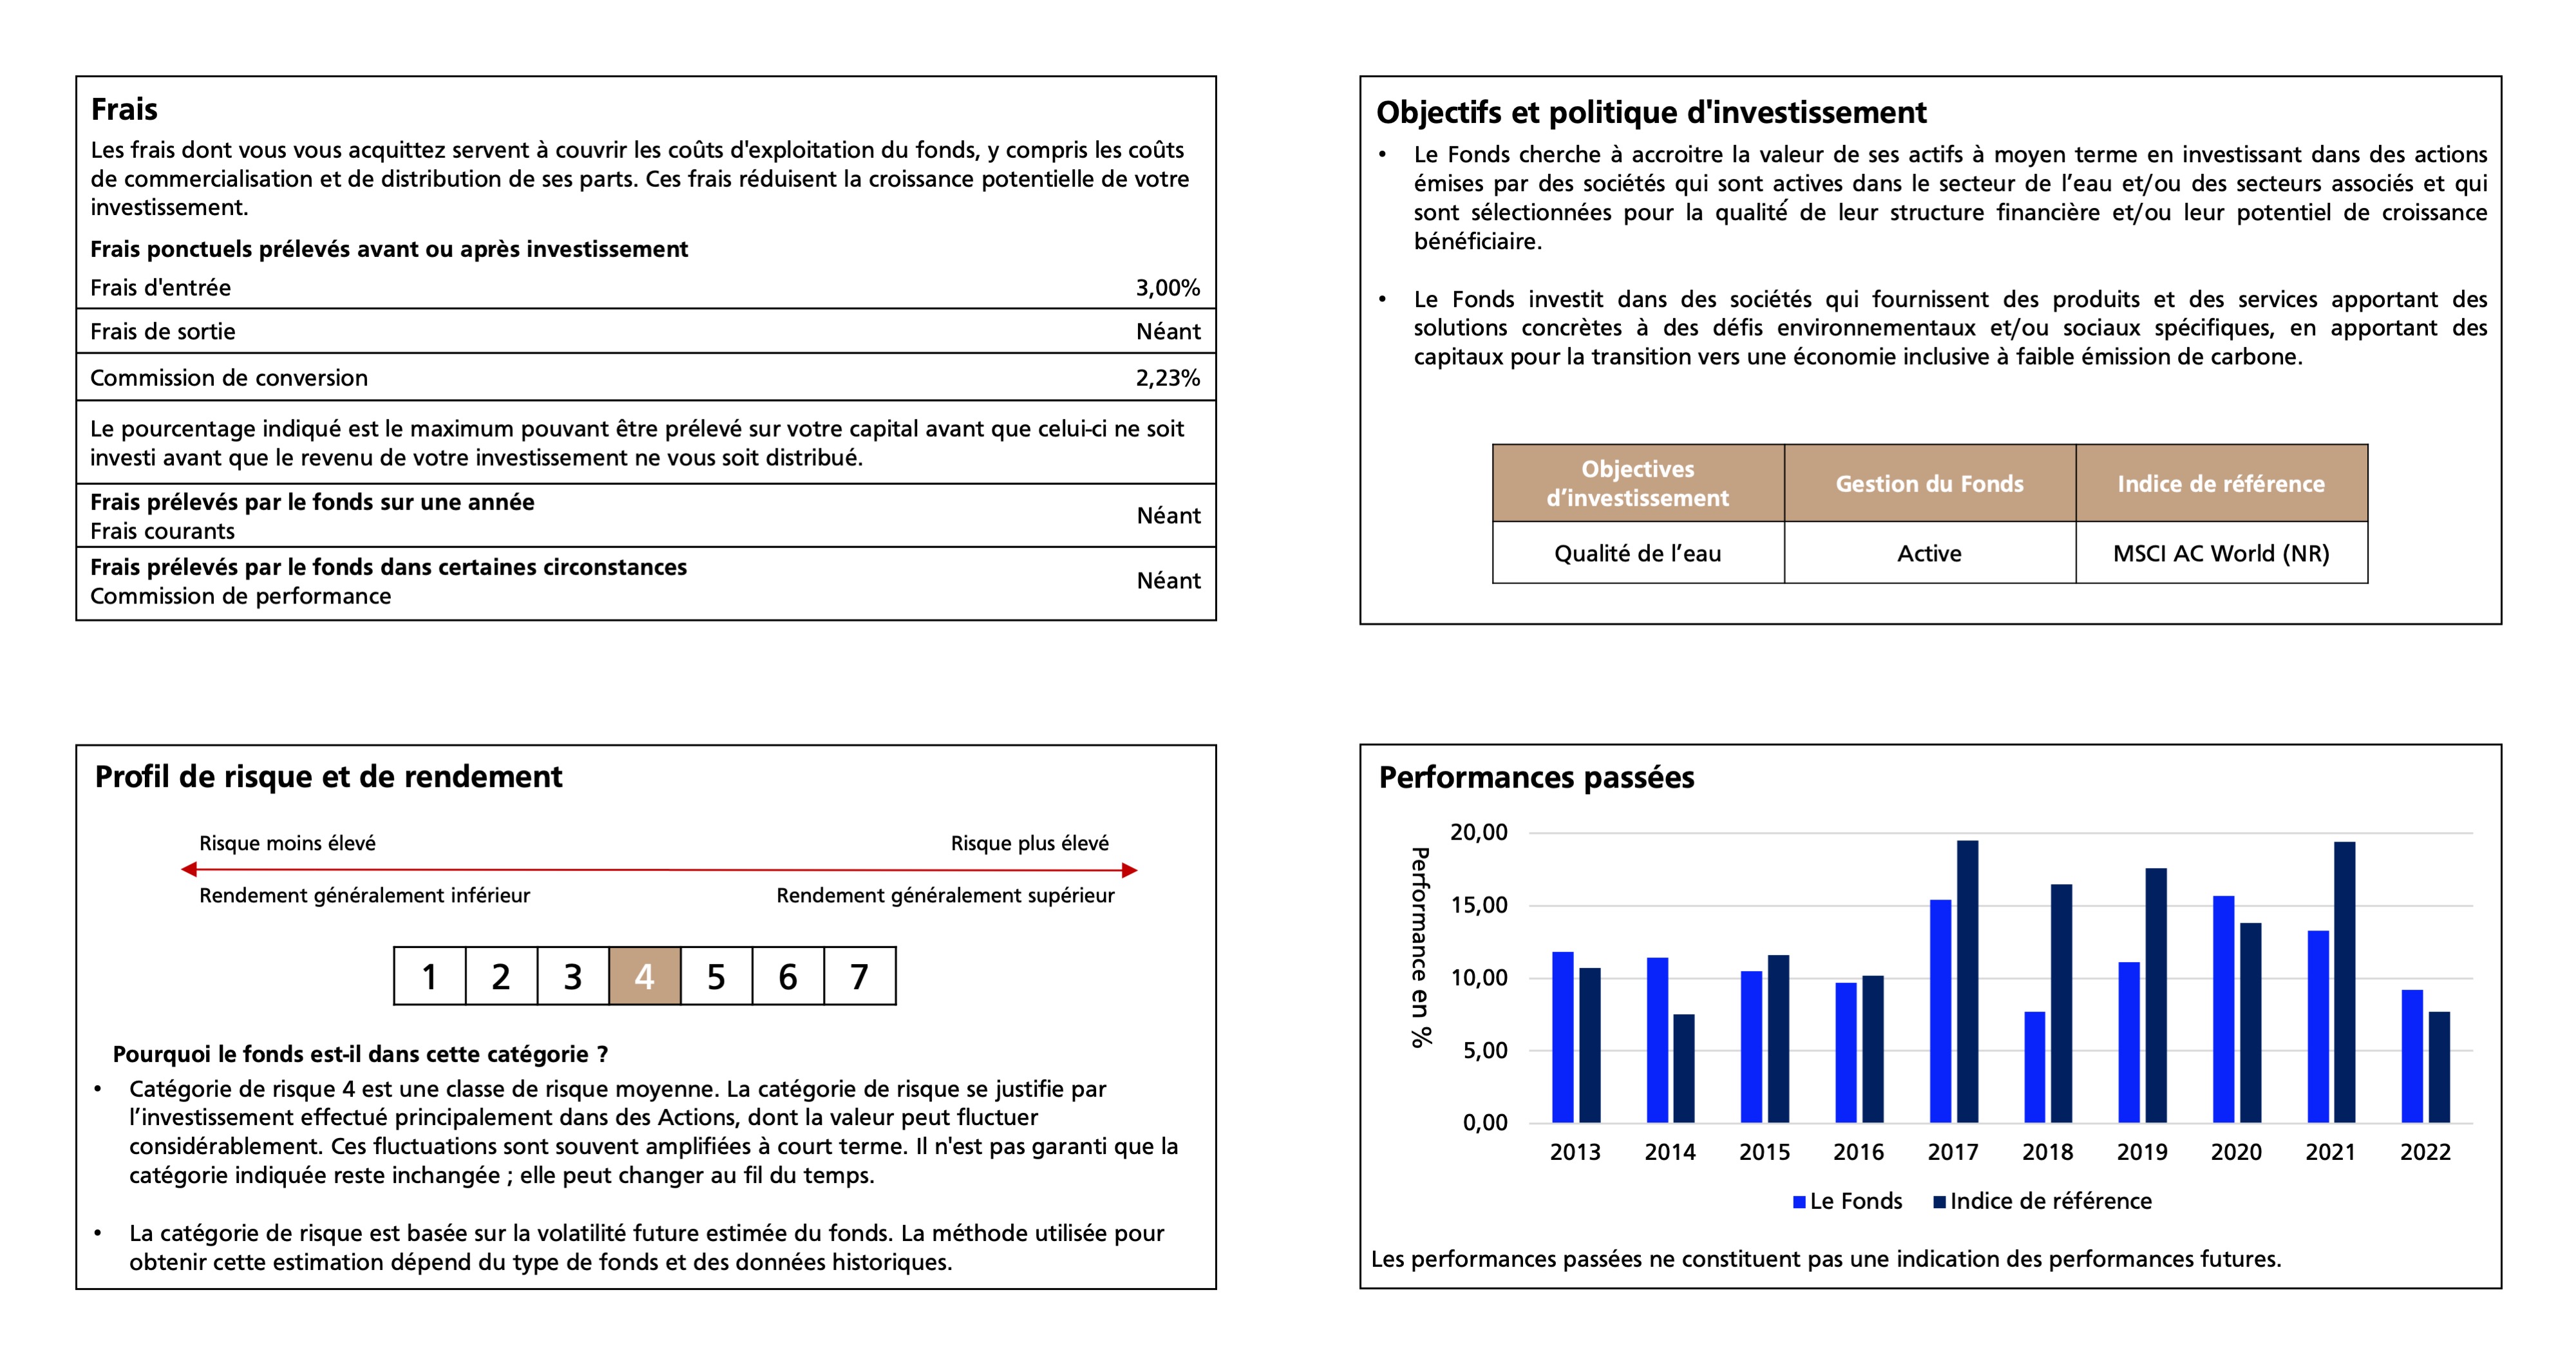 Frais
Les frais dont vous vous acquittez servent à couvrir les coûts d'exploitation du fonds, y compris les coûts
de commercialisation et de distribution de ses parts. Ces frais réduisent la croissance potentielle de votre
investissement.
Frais ponctuels prélevés avant ou après investissement
Frais d'entrée 3,00%
Frais de sortie Néant
Commission de conversion 2,23%
Le pourcentage indiqué est le maximum pouvant être prélevé sur votre capital avant que celui-ci ne soit
investi avant que le revenu de votre investissement ne vous soit distribué.
Frais prélevés par le fonds sur une année
Frais courants Néant
Frais prélevés par le fonds dans certaines circonstances
Commission de performance Néant
Objectifs et politique d'investissement
• Le Fonds cherche à accroitre la valeur de ses actifs à moyen terme en investissant dans des actions
émises par des sociétés qui sont actives dans le secteur de l’eau et/ou des secteurs associés et qui
sont sélectionnées pour la qualité de leur structure financière et/ou leur potentiel de croissance
bénéficiaire.
• Le Fonds investit dans des sociétés qui fournissent des produits et des services apportant des
solutions concrètes à des défis environnementaux et/ou sociaux spécifiques, en apportant des
capitaux pour la transition vers une économie inclusive à faible émission de carbone.
Objectives
d’investissement
Gestion du Fonds
Indice de référence
Qualité de l’eau
Active
MSCI AC World (NR)
Profil de risque et de rendement
Risque moins élevé
Risque plus élevé
Rendement généralement inférieur
Rendement généralement supérieur
1 2 3 4 5 6 7
Pourquoi le fonds est-il dans cette catégorie ?
• Catégorie de risque 4 est une classe de risque moyenne. La catégorie de risque se justifie par
l’investissement effectué principalement dans des Actions, dont la valeur peut fluctuer
considérablement. Ces fluctuations sont souvent amplifiées à court terme. Il n'est pas garanti que la
catégorie indiquée reste inchangée ; elle peut changer au fil du temps.
• La catégorie de risque est basée sur la volatilité future estimée du fonds. La méthode utilisée pour
obtenir cette estimation dépend du type de fonds et des données historiques.
Performances passées
Performance en %
20,00
15,00
10,00
5,00
0,00
2013 2014 2015 2016 2017 2018 2019 2020 2021 2022
Le Fonds Indice de référence
Les performances passées ne constituent pas une indication des performances futures.